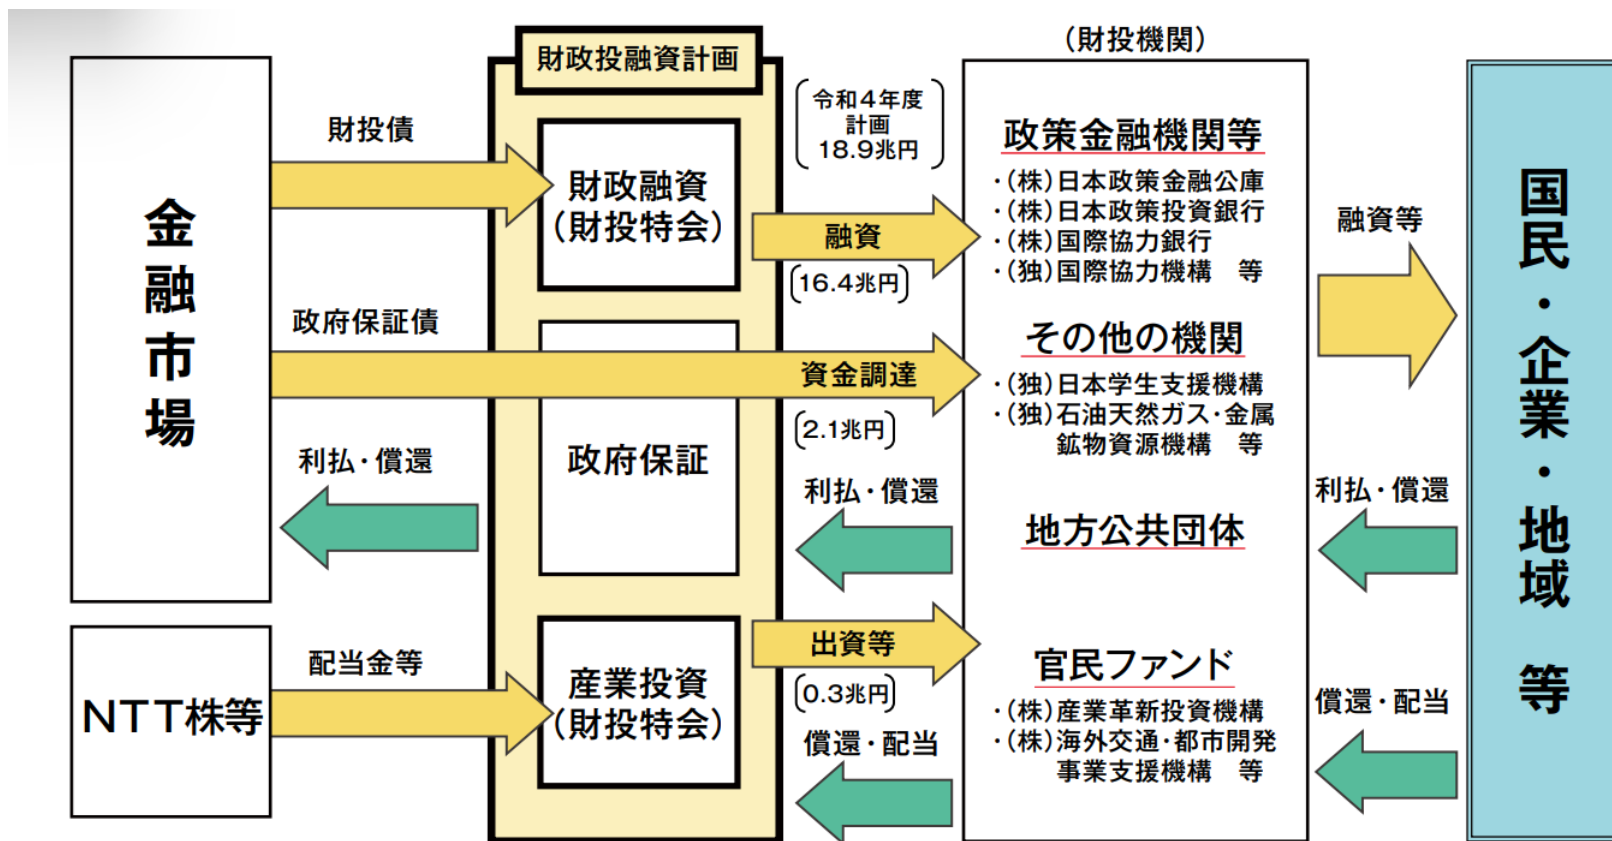 金融市場
NTT株等
財投債
政府保証債
利払・償還
配当金等
財政投融資計画
財政融資
(財投特会)
政府保証
産業投資
(財投特会)
令和4年度
計画
18.9兆円
融資
16.4兆円
資金調達
2.1兆円
利払・償還
出資等
0.3兆円
償還・配当
(財投機関)
政策金融機関等
・(株)日本政策金融公庫
・(株)日本政策投資銀行
・(株)国際協力銀行
・(独)国際協力機構 等
その他の機関
・(独)日本学生支援機構
・(独)石油天然ガス・金属
鉱物資源機構 等
地方公共団体
官民ファンド
・(株)産業革新投資機構
・(株)海外交通・都市開発
事業支援機構 等
融資等
利払・償還
償還・配当
国民・企業・地域 等